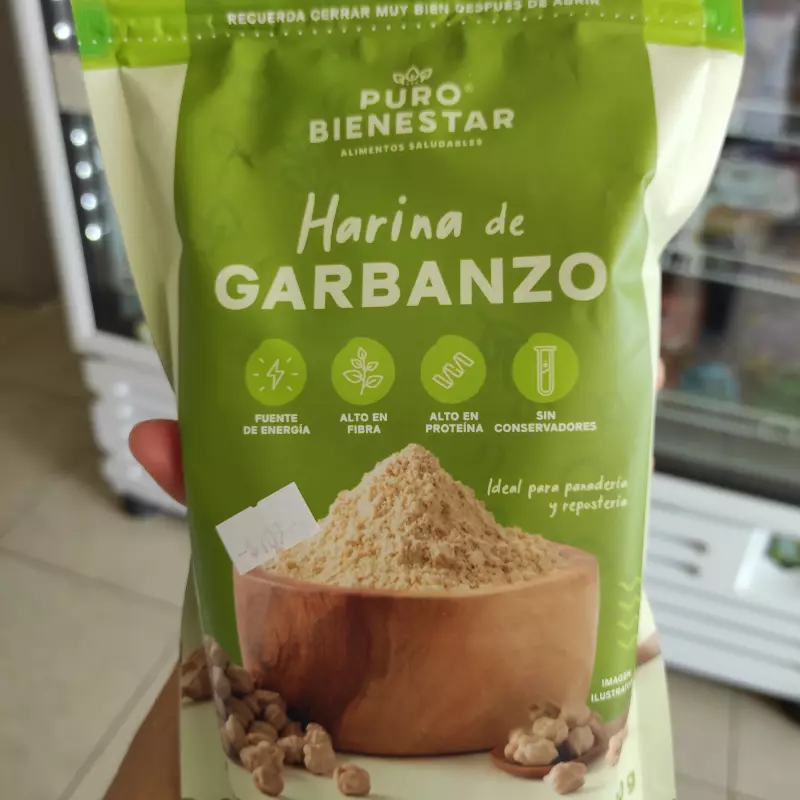 RECUERDA CERRAR MUY BIEN DESPUÉS DE ABRIR
PURO®
BIENESTAR
ALIMENTOS SALUDABLES
Harina de
GARBANZO
FUENTE
DE ENERGÍA
ALTO EN
FIBRA
ALTO EN
PROTEÍNA
SIN
CONSERVADORES
Ideal para panadería
y repostería
IMAGEN